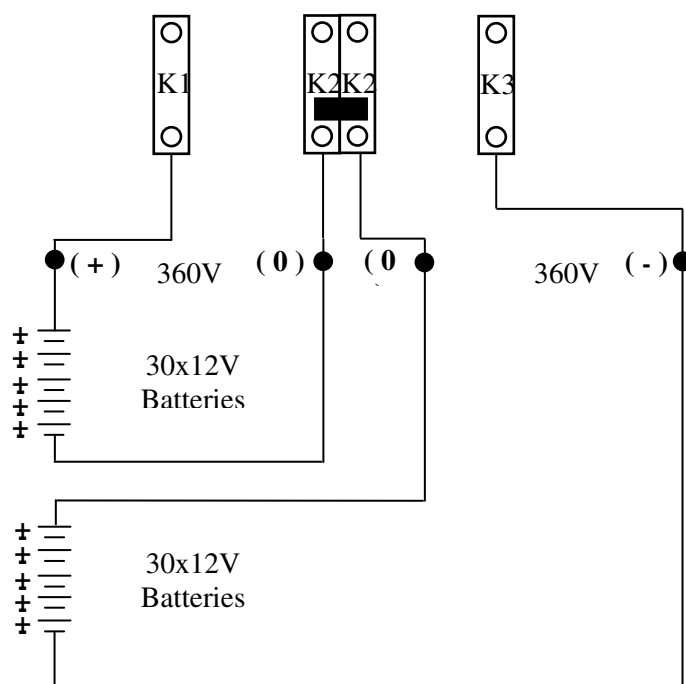 K1
K2 K2
K3
( + )
360V
( 0 )
( 0
)
360V
( - )
+
+
+
+
+
30x12V
Batteries
+
+
+
+
+
30x12V
Batteries